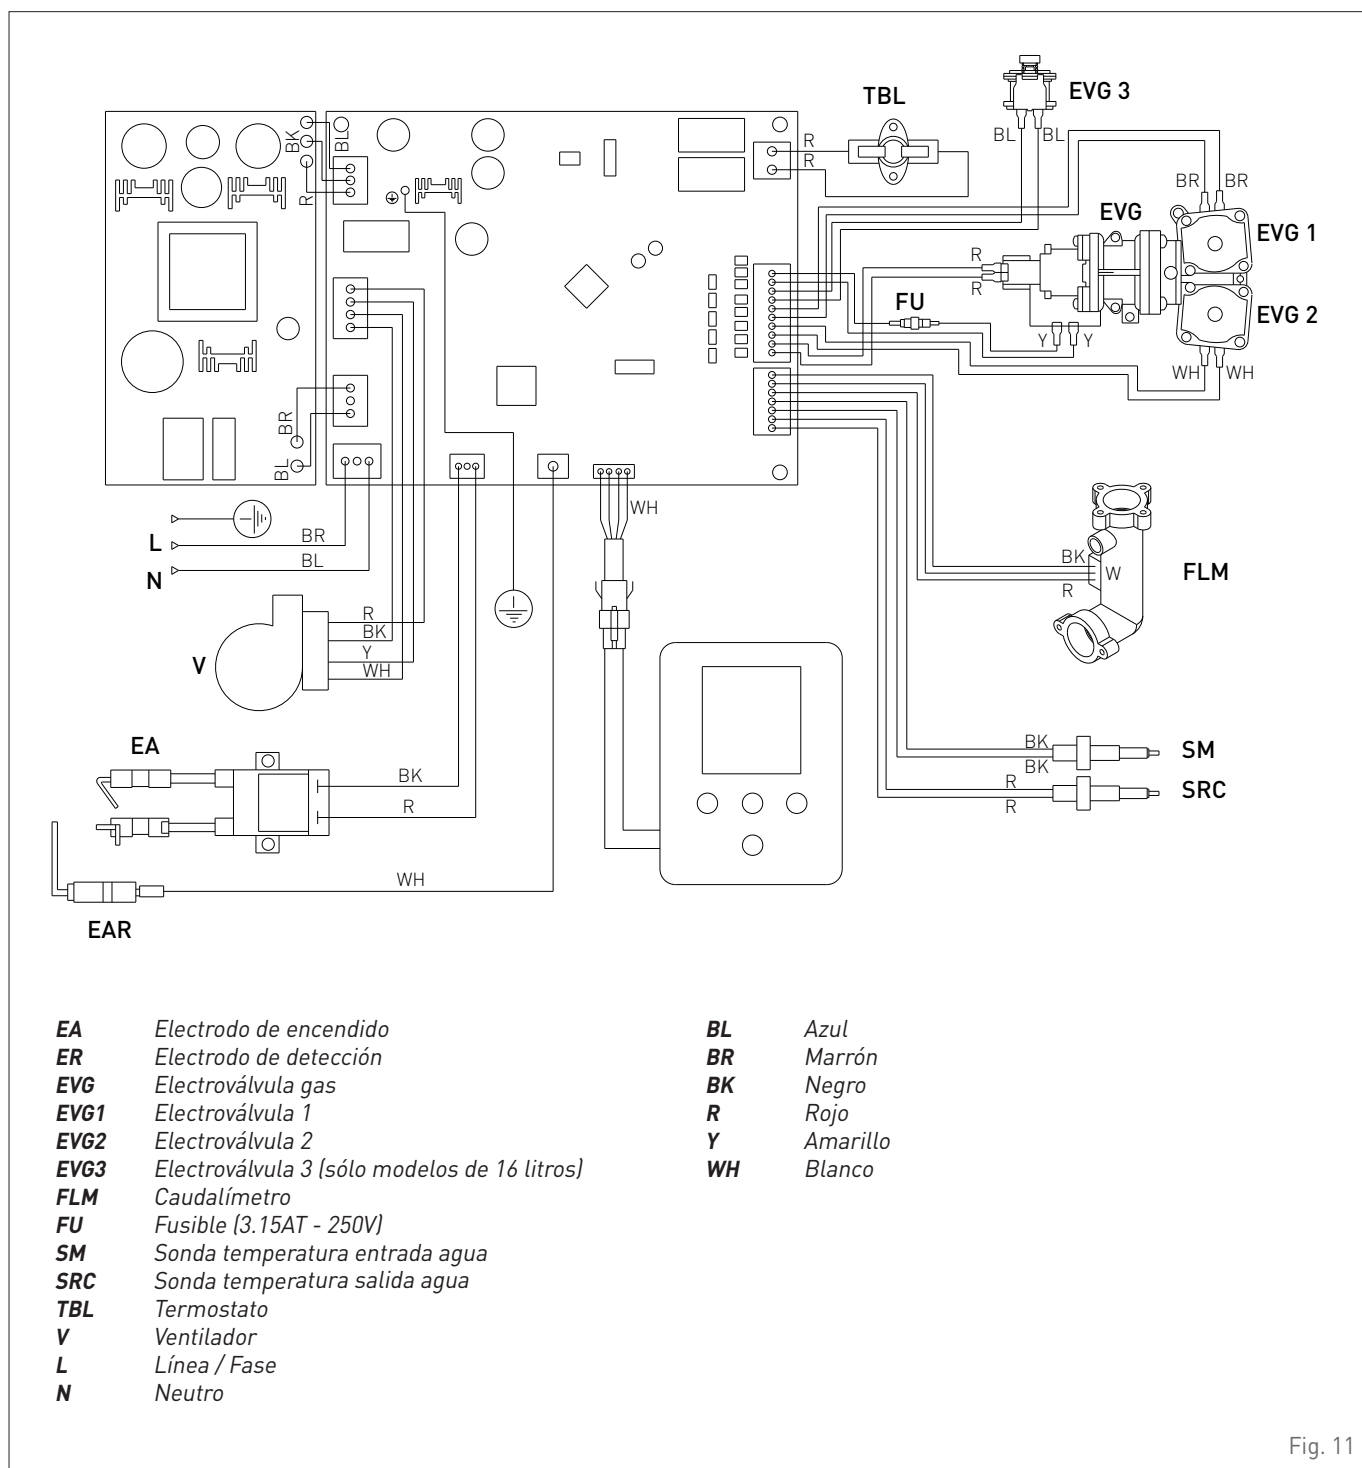 EVG 3
TBL
BK
BL
R
R
R
BL
BL
BR
BR
EVG
EVG 1
R
R
FU
EVG 2
Y
Y
WH
WH
BR
BL
WH
L
BR
N
BL
BK
W
R
FLM
R
BK
Y
WH
V
EA
BK
BK
SM
BK
R
R
SRC
R
WH
EAR
EA Electrodo de encendido
ER Electrodo de detección
EVG Electroválvula gas
EVG1 Electroválvula 1
EVG2 Electroválvula 2
EVG3 Electroválvula 3 (sólo modelos de 16 litros)
FLM Caudalímetro
FU Fusible (3.15AT - 250V)
SM Sonda temperatura entrada agua
SRC Sonda temperatura salida agua
TBL Termostato
V Ventilador
L Línea / Fase
N Neutro
BL Azul
BR Marrón
BK Negro
R Rojo
Y Amarillo
WH Blanco
Fig. 11